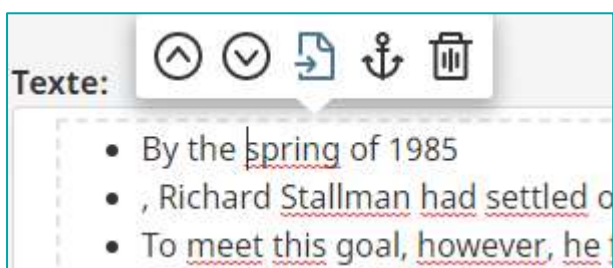 Texte:
By the spring of 1985
, Richard Stallman had settled
To meet this goal, however, he